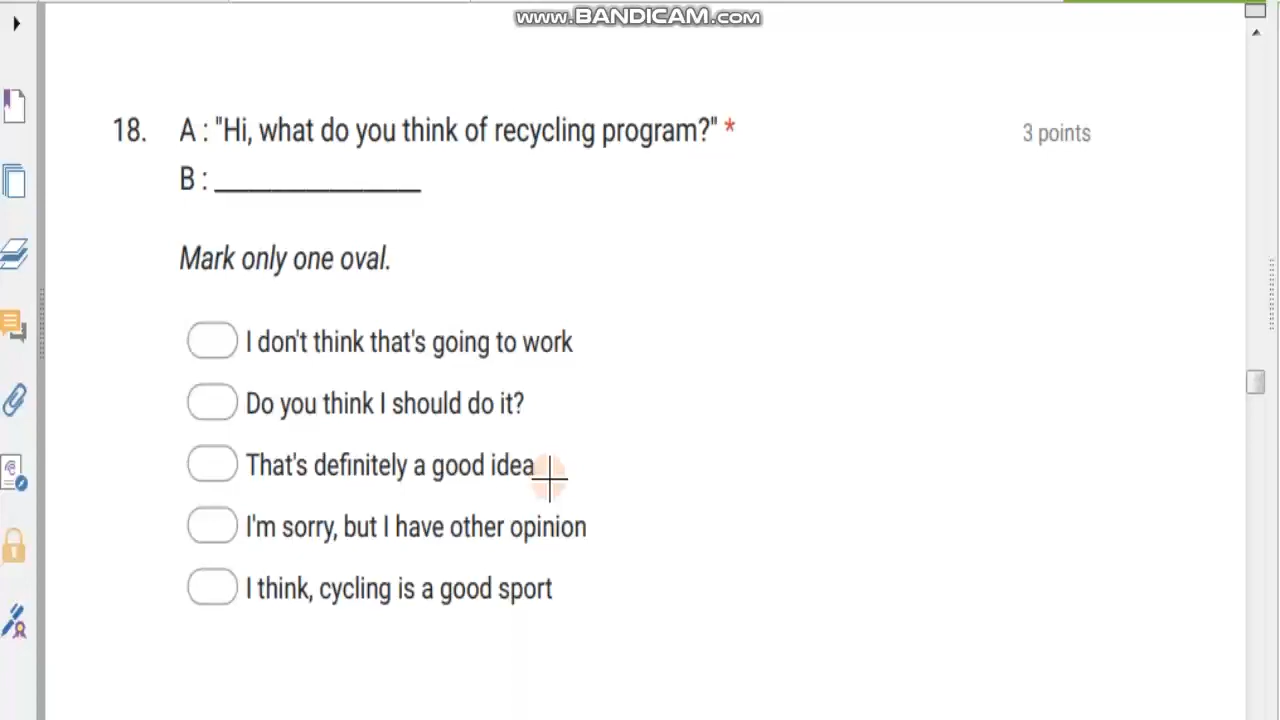 www.BANDICAM.com
18. A : "Hi, what do you think of recycling program?" * 3 points
B : _______________
Mark only one oval.
I don't think that's going to work
Do you think I should do it?
That's definitely a good idea
I'm sorry, but I have other opinion
I think, cycling is a good sport